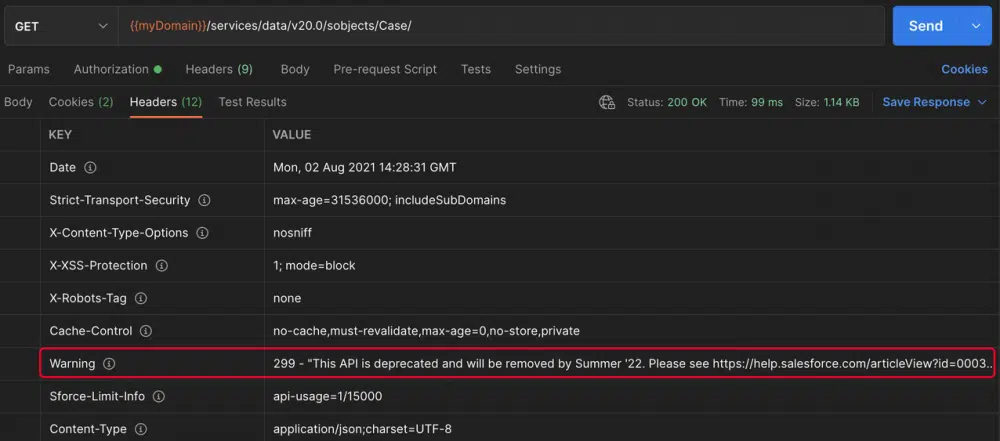 GET {{myDomain}}/services/data/v20.0/sobjects/Case/ Send
Params Authorization Headers (9) Body Pre-request Script Tests Settings Cookies
Body Cookies (2) Headers (12) Test Results Status: 200 OK Time: 99 ms Size: 1.14 KB Save Response
KEY VALUE
Date Mon, 02 Aug 2021 14:28:31 GMT
Strict-Transport-Security max-age=31536000; includeSubDomains
X-Content-Type-Options nosniff
X-XSS-Protection 1; mode=block
X-Robots-Tag none
Cache-Control no-cache,must-revalidate,max-age=0,no-store,private
Warning 299 - "This API is deprecated and will be removed by Summer '22. Please see https://help.salesforce.com/articleView?id=0003...
Sforce-Limit-Info api-usage=1/15000
Content-Type application/json;charset=UTF-8